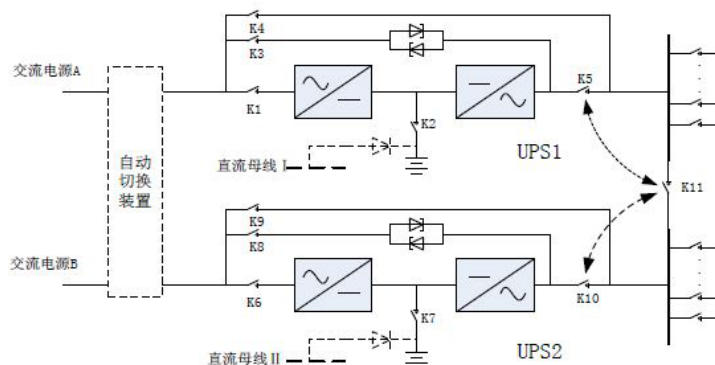 K4
K3
交流电源A
K5
K1
K2
直流母线Ⅰ
UPS1
自动
切换
装置
K11
K9
K8
交流电源B
K6
K10
K7
直流母线Ⅱ
UPS2